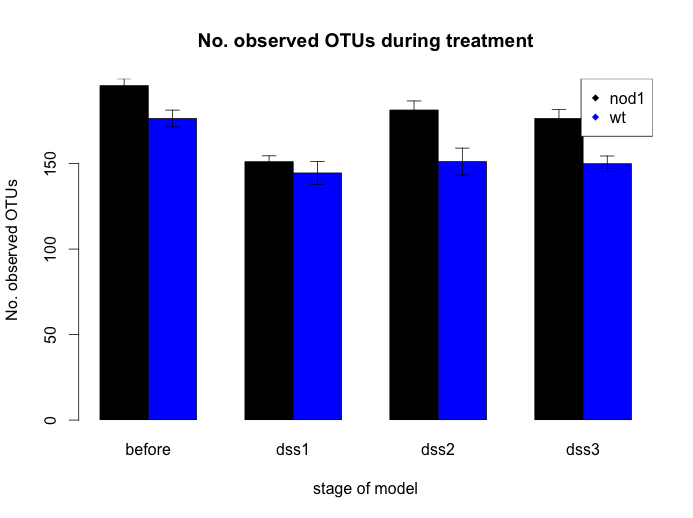 No. observed OTUs during treatment
nod1
wt
No. observed OTUs
150
100
50
0
before
dss1
dss2
dss3
stage of model